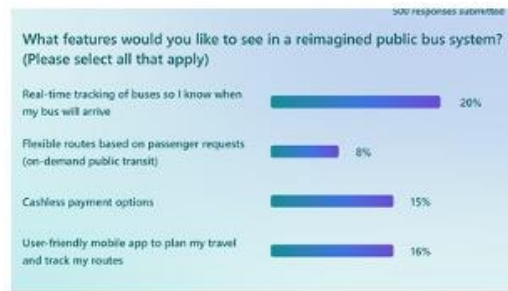 500 responses submitted
What features would you like to see in a reimagined public bus system?
(Please select all that apply)
Real-time tracking of buses so I know when
my bus will arrive
20%
Flexible routes based on passenger requests
(on-demand public transit)
8%
Cashless payment options
15%
User-friendly mobile app to plan my travel
and track my routes
16%